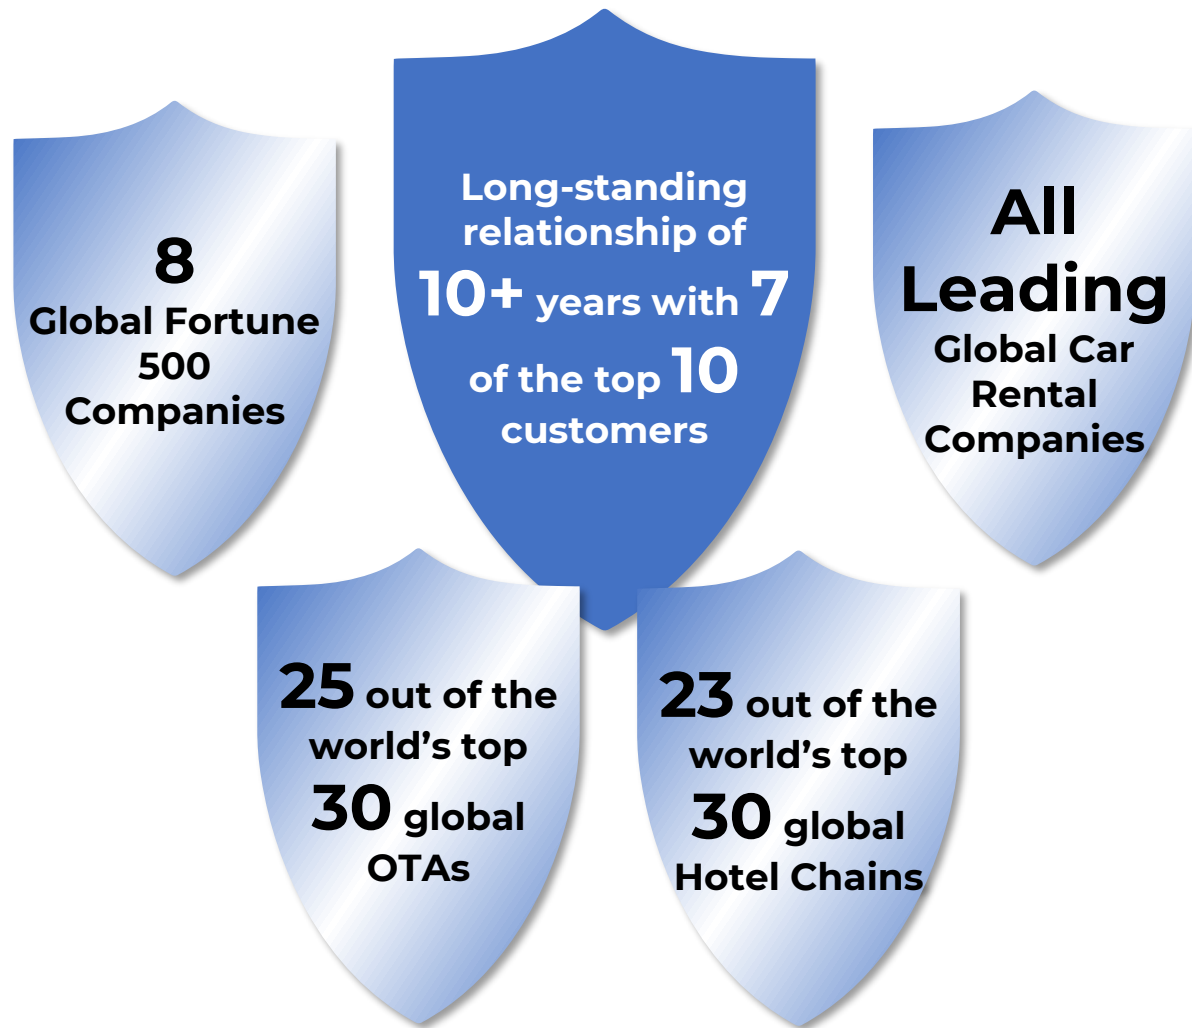 8
Global Fortune
500
Companies
Long-standing
relationship of
10+ years with 7
of the top 10
customers
All
Leading
Global Car
Rental
Companies
25 out of the
world’s top
30 global
OTAs
23 out of the
world’s top
30 global
Hotel Chains